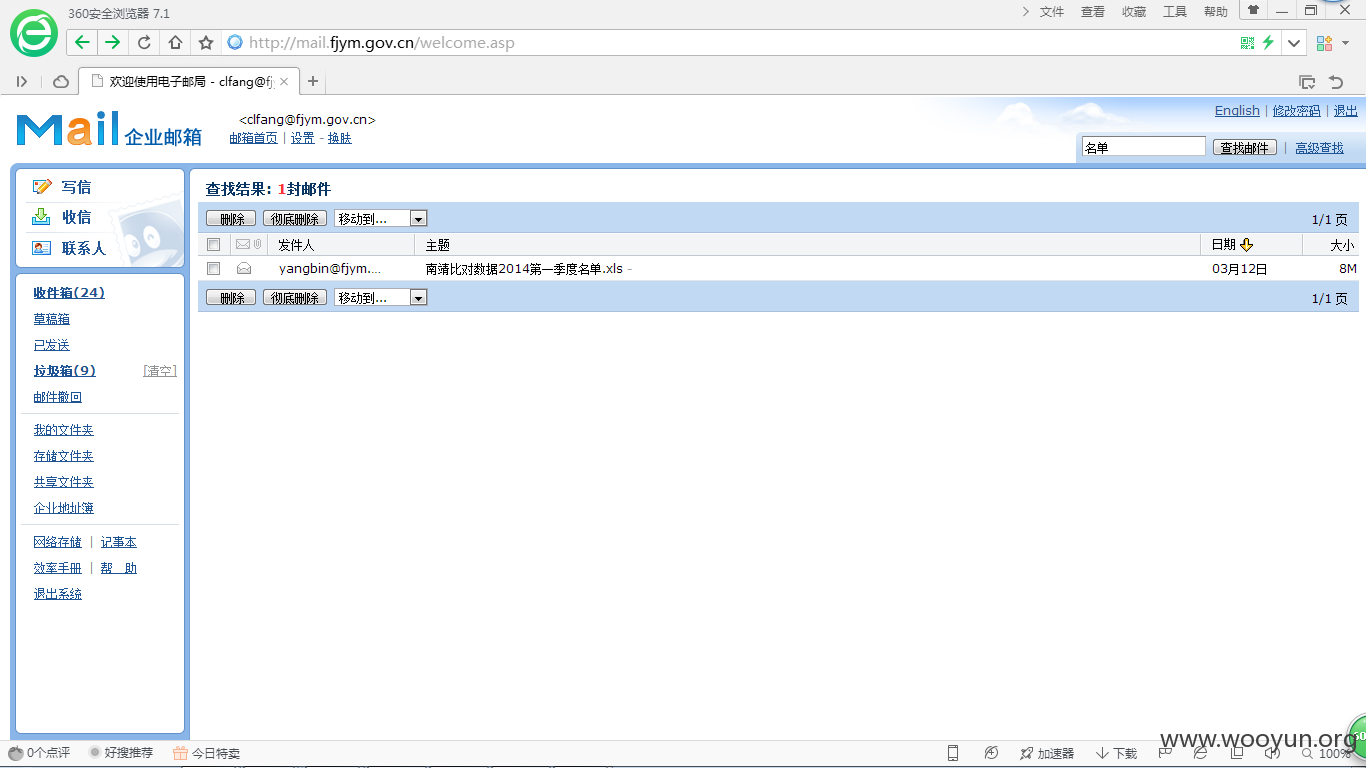 360安全浏览器 7.1
文件 查看 收藏 工具 帮助
http://mail.fjym.gov.cn/welcome.asp
欢迎使用电子邮局 - clfang@fj
Mail 企业邮箱
<clfang@fjym.gov.cn>
邮箱首页 | 设置 - 换肤
English | 修改密码 | 退出
名单 查找邮件 | 高级查找
写信
收信
联系人
收件箱(24)
草稿箱
已发送
垃圾箱(9) [清空]
邮件撤回
我的文件夹
存储文件夹
共享文件夹
企业地址簿
网络存储 | 记事本
效率手册 | 帮 助
退出系统
查找结果: 1封邮件
删除 彻底删除 移动到... 1/1 页
发件人 主题 日期 大小
yangbin@fjym.... 南靖比对数据2014第一季度名单.xls - 03月12日 8M
删除 彻底删除 移动到... 1/1 页
0个点评 好搜推荐 今日特卖
加速器 下载 100%
www.wooyun.org